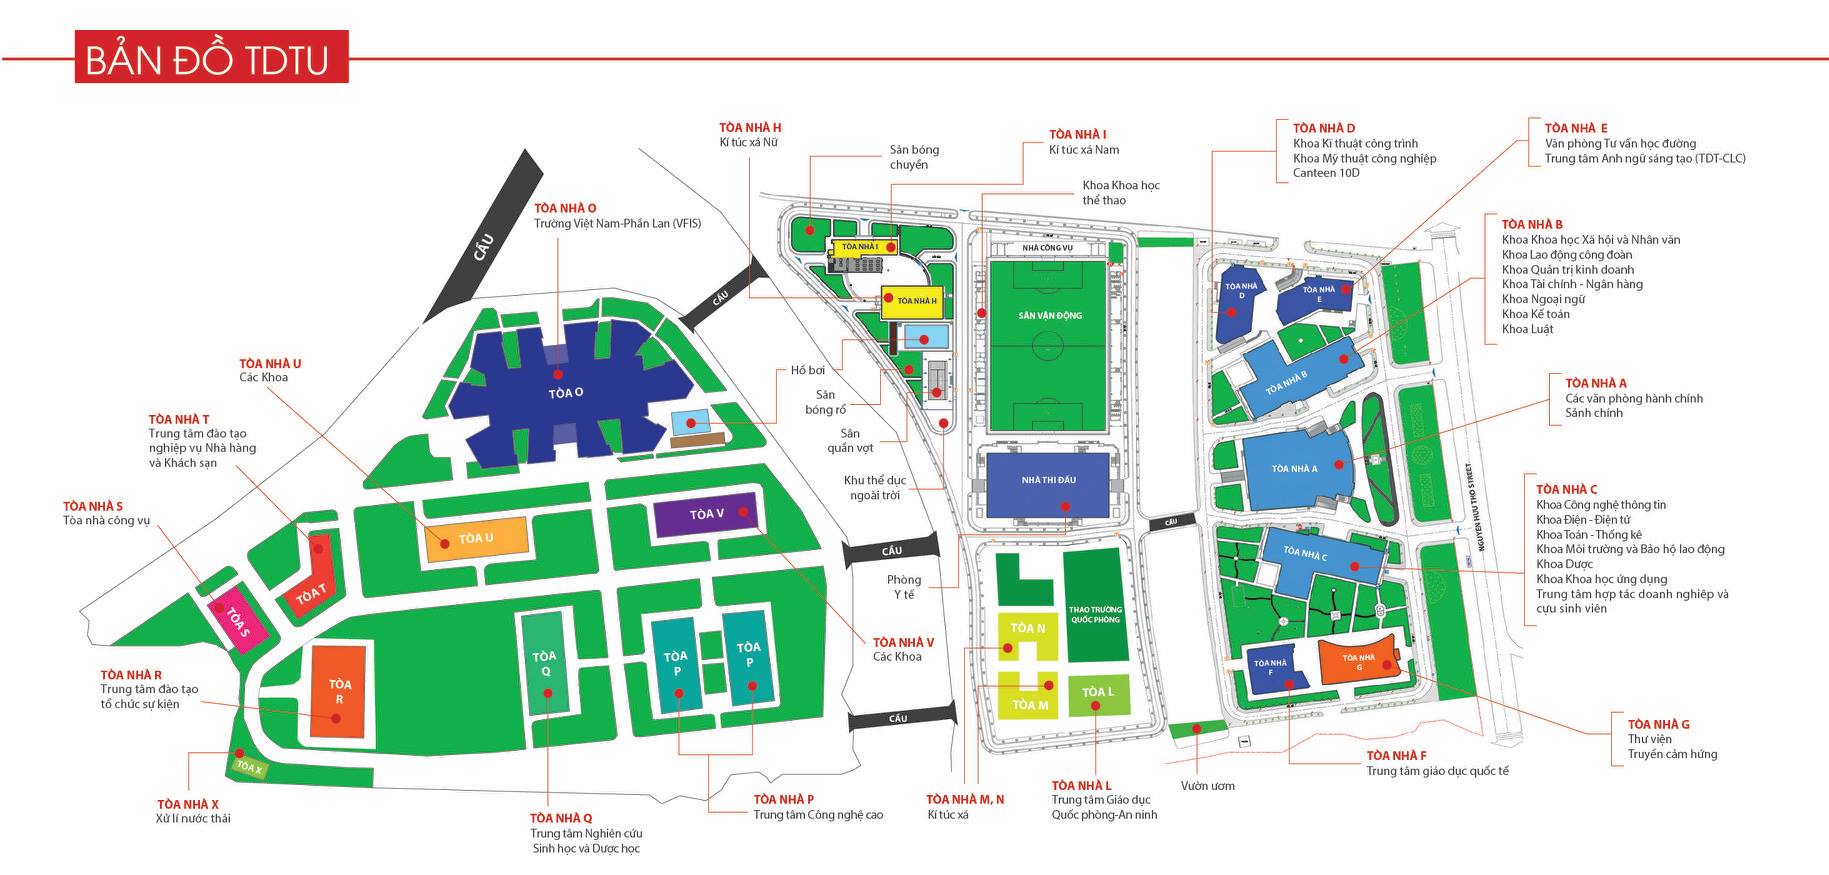 BẢN ĐỒ TDTU
TÒA NHÀ H
Kí túc xá Nữ
TÒA NHÀ I
Kí túc xá Nam
Sân bóng
chuyền
Khoa Khoa học
thể thao
TÒA NHÀ D
Khoa Kĩ thuật công trình
Khoa Mỹ thuật công nghiệp
Canteen 10D
TÒA NHÀ E
Văn phòng Tư vấn học đường
Trung tâm Anh ngữ sáng tạo (TDT-CLC)
TÒA NHÀ B
Khoa Khoa học Xã hội và Nhân văn
Khoa Lao động công đoàn
Khoa Quản trị kinh doanh
Khoa Tài chính - Ngân hàng
Khoa Ngoại ngữ
Khoa Kế toán
Khoa Luật
TÒA NHÀ A
Các văn phòng hành chính
Sảnh chính
TÒA NHÀ C
Khoa Công nghệ thông tin
Khoa Điện - Điện tử
Khoa Toán - Thống kê
Khoa Môi trường và Bảo hộ lao động
Khoa Dược
Khoa Khoa học ứng dụng
Trung tâm hợp tác doanh nghiêp và
cựu sinh viên
TÒA NHÀ G
Thư viện
Truyền cảm hứng
TÒA NHÀ F
Trung tâm giáo dục quốc tế
Vườn ươm
TÒA NHÀ L
Trung tâm Giáo dục
Quốc phòng-An ninh
TÒA NHÀ M, N
Kí túc xá
TÒA NHÀ P
Trung tâm Công nghệ cao
TÒA NHÀ Q
Trung tâm Nghiên cứu
Sinh học và Dược học
TÒA NHÀ X
Xử lí nước thải
TÒA NHÀ R
Trung tâm đào tạo
tổ chức sự kiện
TÒA NHÀ S
Tòa nhà công vụ
TÒA NHÀ T
Trung tâm đào tạo
nghiệp vụ Nhà hàng
và Khách sạn
TÒA NHÀ U
Các Khoa
TÒA NHÀ O
Trường Việt Nam-Phần Lan (VFIS)
TÒA NHÀ V
Các Khoa
Hồ bơi
Sân
bóng rổ
Sân
quần vợt
Khu thể dục
ngoài trời
Phòng
Y tế
CẦU
CẦU
CẦU
CẦU
CẦU
TÒA O
TÒA V
TÒA U
TÒA T
TÒA S
TÒA
R
TÒA X
TÒA
Q
TÒA
P
TÒA
P
TÒA NHÀ I
TÒA NHÀ H
NHÀ CÔNG VỤ
SÂN VẬN ĐỘNG
NHÀ THI ĐẤU
THAO TRƯỜNG
QUỐC PHÒNG
TÒA N
TÒA M
TÒA L
TÒA NHÀ
D
TÒA NHÀ
E
TÒA NHÀ B
TÒA NHÀ A
TÒA NHÀ C
TÒA NHÀ
F
TÒA NHÀ
G
NGUYEN HUU THO STREET